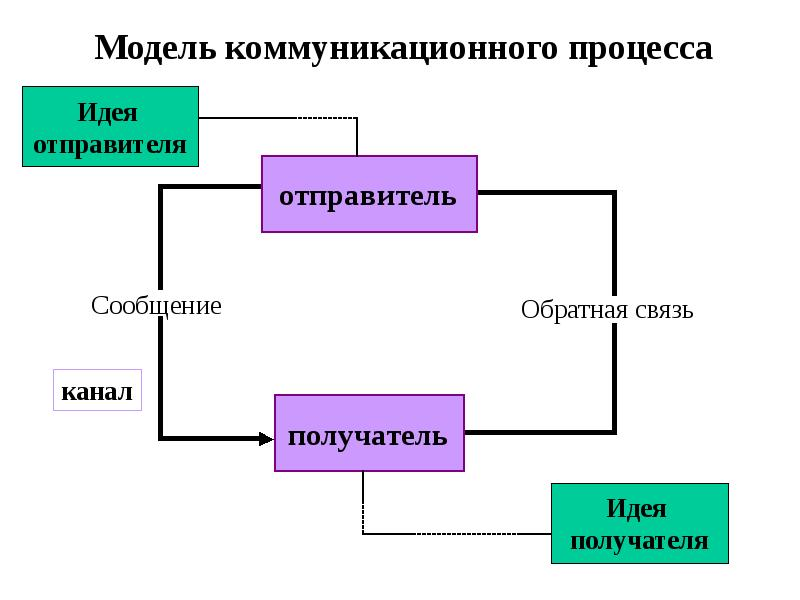 Модель коммуникационного процесса
Идея
отправителя
отправитель
Сообщение
Обратная связь
канал
получатель
Идея
получателя